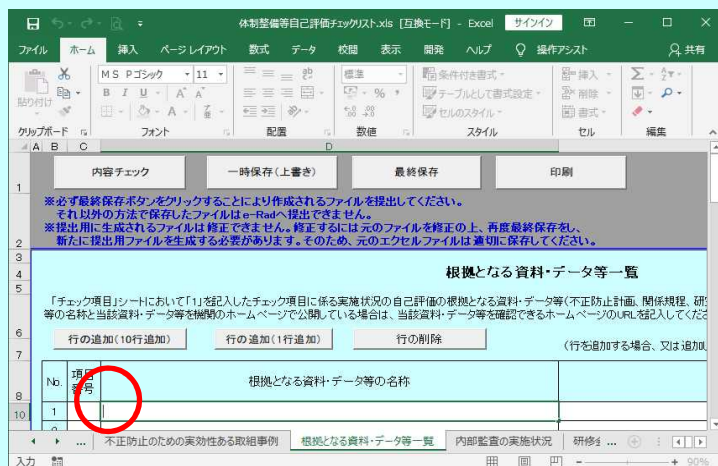 体制整備等自己評価チェックリスト.xls [互換モード] - Excel サインイン
ファイル ホーム 挿入 ページ レイアウト 数式 データ 校閲 表示 開発 ヘルプ 操作アシスト 共有
MS Pゴシック 11 標準 条件付き書式 挿入
貼り付け B I U A A % テーブルとして書式設定 削除
A 亜 セルのスタイル 書式
クリップボード フォント 配置 数値 スタイル セル 編集
A B C D
1 内容チェック 一時保存(上書き) 最終保存 印刷
※必ず最終保存ボタンをクリックすることにより作成されるファイルを提出してください。
それ以外の方法で保存したファイルはe-Radへ提出できません。
※提出用に生成されるファイルは修正できません。修正するには元のファイルを修正の上、再度最終保存をし、
2 新たに提出用ファイルを生成する必要があります。そのため、元のエクセルファイルは適切に保存してください。
3
4 根拠となる資料・データ等一覧
5
「チェック項目」シートにおいて「1」を記入したチェック項目に係る実施状況の自己評価の根拠となる資料・データ等(不正防止計画、関係規程、研
等の名称と当該資料・データ等を機関のホームページで公開している場合は、当該資料・データ等を確認できるホームページのURLを記入してくだ
6 行の追加(10行追加) 行の追加(1行追加) 行の削除
7 (行を追加する場合、又は追加
8 No. 項目番号 根拠となる資料・データ等の名称
10 1
... 不正防止のための実効性ある取組事例 根拠となる資料・データ等一覧 内部監査の実施状況 研修 ...
入力 90%